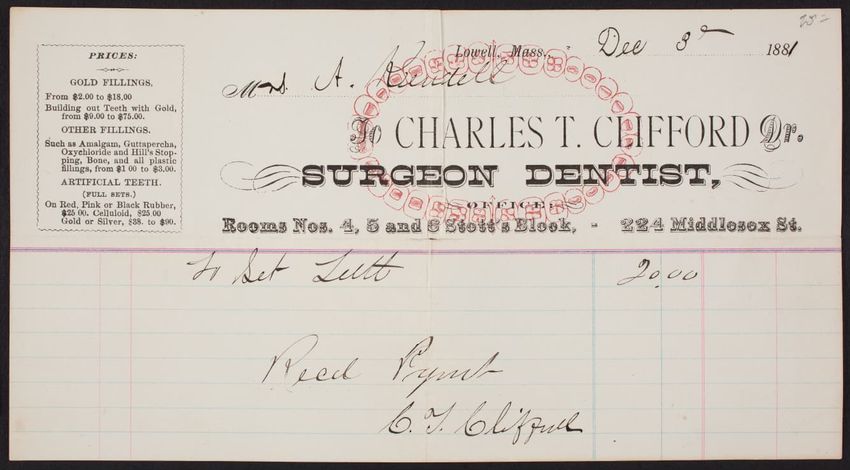 PRICES:
GOLD FILLINGS,
From $2.00 to $18.00
Building out Teeth with Gold,
from $9.00 to $75.00.
OTHER FILLINGS.
Such as Amalgam, Guttapercha,
Oxychloride and Hill's Stop-
ping, Bone, and all plastic
fillings, from $1 00 to $3.00.
ARTIFICIAL TEETH.
(FULL SETS.)
On Red, Pink or Black Rubber,
$25 00. Celluloid, $25.00
Gold or Silver, $38. to $90.
Lowell, Mass., Dec 3d 1881
Mrs. A.
To CHARLES T. CLIFFORD Dr.
SURGEON DENTIST,
OFFICE:
Rooms Nos. 4, 5 and 6 Stott's Block, - 224 Middlesex St.
To Set Teeth 20.00
Recd Pymt
C. T. Clifford